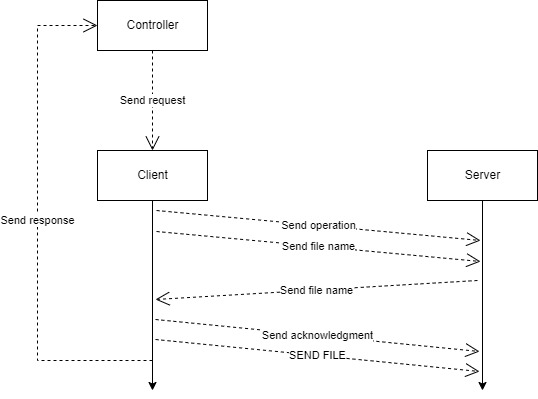 Controller
Send request
Client
Server
Send response
Send operation
Send file name
Send file name
Send acknowledgment
SEND FILE